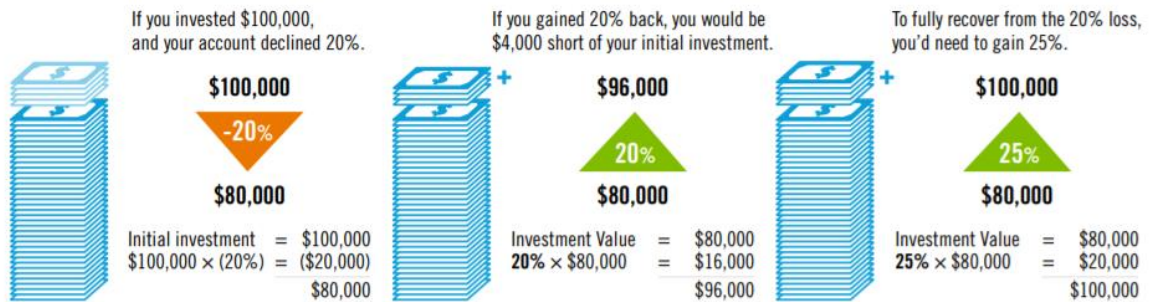 If you invested $100,000,
and your account declined 20%.
$100,000
-20%
$80,000
Initial investment = $100,000
$100,000 × (20%) = ($20,000)
$80,000
If you gained 20% back, you would be
$4,000 short of your initial investment.
+
$96,000
20%
$80,000
Investment Value = $80,000
20% × $80,000 = $16,000
$96,000
To fully recover from the 20% loss,
you'd need to gain 25%.
+
$100,000
25%
$80,000
Investment Value = $80,000
25% × $80,000 = $20,000
$100,000